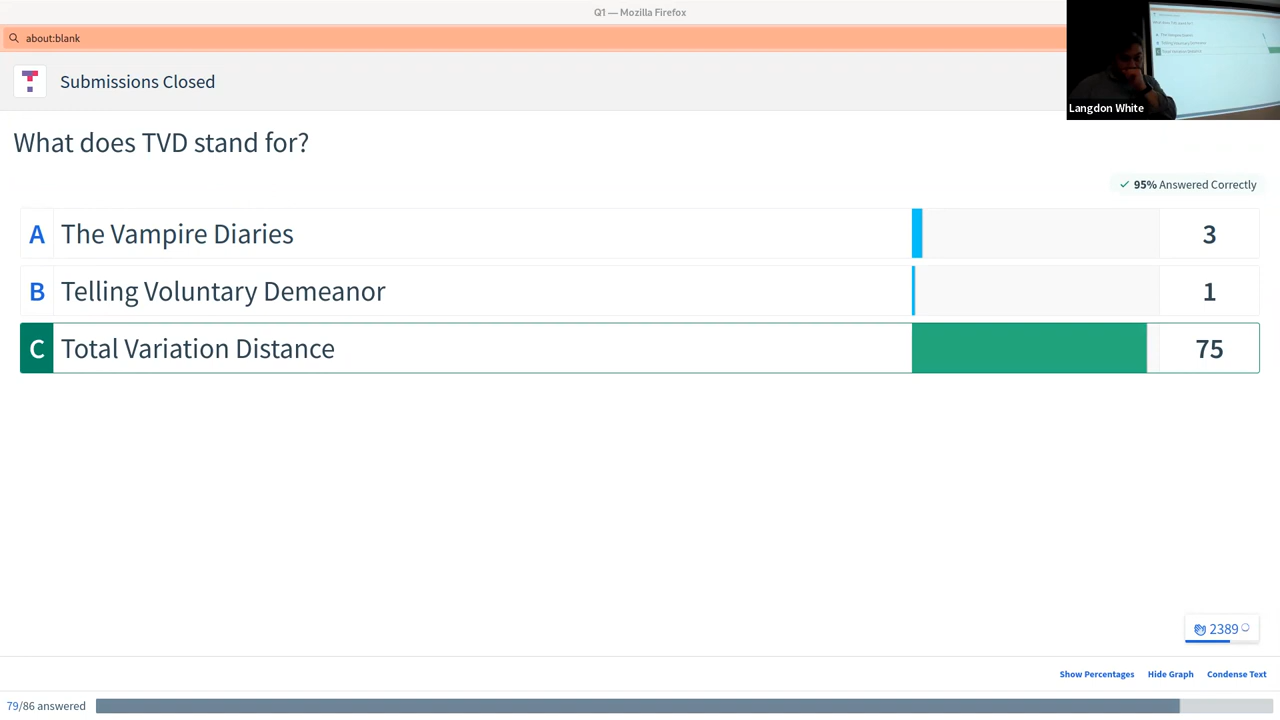 Q1 — Mozilla Firefox
about:blank
Submissions Closed
Langdon White
What does TVD stand for?
95% Answered Correctly
A The Vampire Diaries 3
B Telling Voluntary Demeanor 1
C Total Variation Distance 75
2389
Show Percentages Hide Graph Condense Text
79/86 answered